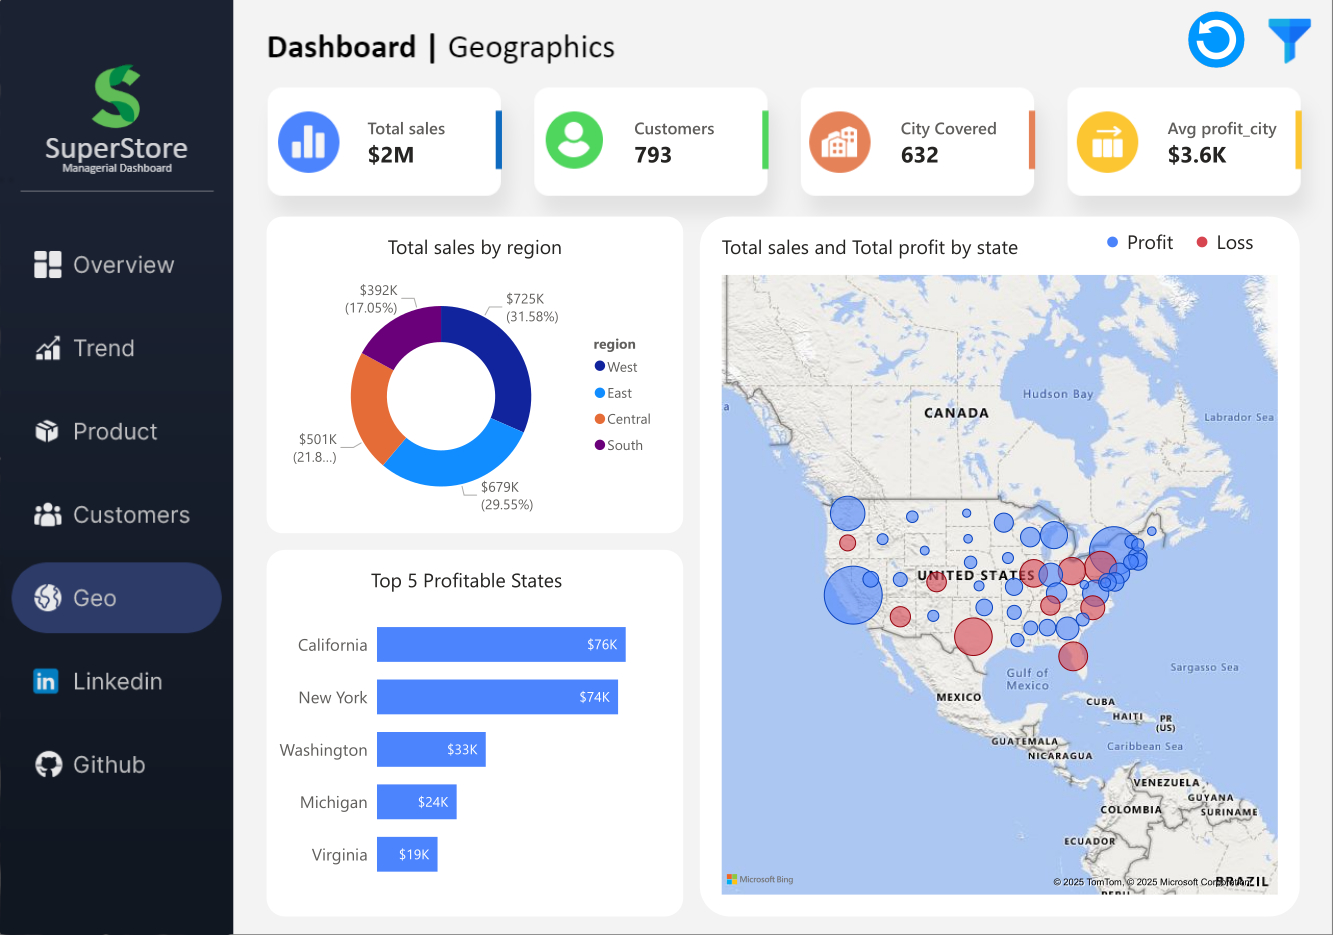 SuperStore
Managerial Dashboard
Overview
Trend
Product
Customers
Geo
in Linkedin
Github
Dashboard | Geographics
Total sales
$2M
Customers
793
City Covered
632
Avg profit_city
$3.6K
Total sales by region
$392K
(17.05%)
$725K
(31.58%)
$501K
(21.8...)
$679K
(29.55%)
region
West
East
Central
South
Top 5 Profitable States
California $76K
New York $74K
Washington $33K
Michigan $24K
Virginia $19K
Total sales and Total profit by state
Profit Loss
a
Hudson Bay
CANADA
Labrador Sea
UNITED STATES
Gulf of
Mexico
Sargasso Sea
MEXICO
CUBA
HAITI
PR
(US)
GUATEMALA
Caribbean Sea
NICARAGUA
VENEZUELA
GUYANA
COLOMBIA
SURINAME
ECUADOR
BRAZIL
PERU
Microsoft Bing
© 2025 TomTom, © 2025 Microsoft Corporation